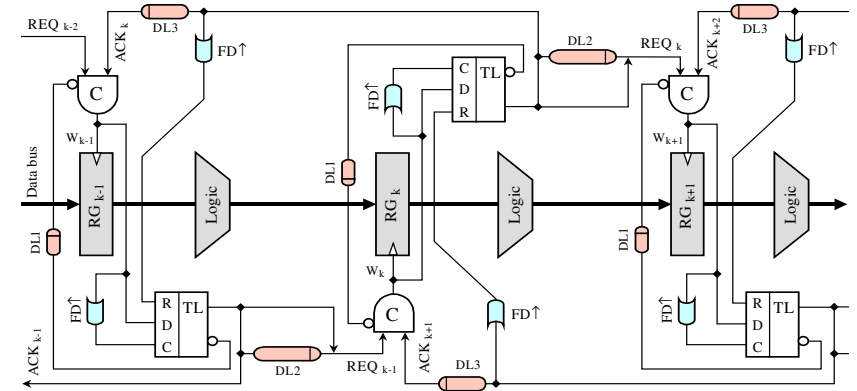 DL3
DL3
REQ k-2
ACK k
FD↑
DL2
REQ k
ACK k+2
FD↑
C
C
D
R
TL
FD↑
C
W k-1
W k+1
Data bus
RG k-1
Logic
DL1
RG k
Logic
RG k+1
Logic
DL1
DL1
W k
FD↑
R
D
C
TL
C
FD↑
FD↑
R
D
C
TL
ACK k-1
DL2
REQ k-1
ACK k+1
DL3